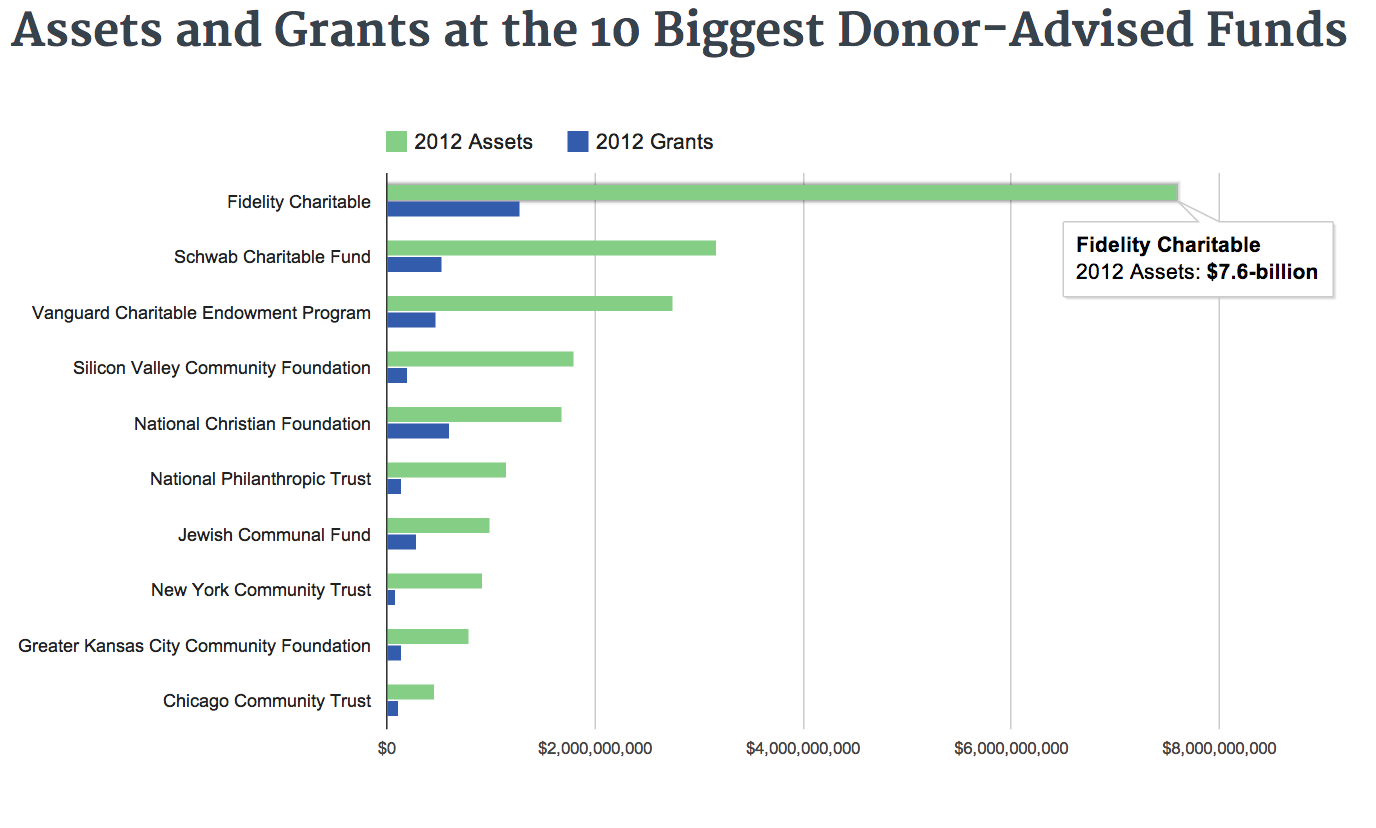 Assets and Grants at the 10 Biggest Donor-Advised Funds
2012 Assets
2012 Grants
Fidelity Charitable
Schwab Charitable Fund
Vanguard Charitable Endowment Program
Silicon Valley Community Foundation
National Christian Foundation
National Philanthropic Trust
Jewish Communal Fund
New York Community Trust
Greater Kansas City Community Foundation
Chicago Community Trust
Fidelity Charitable
2012 Assets: $7.6-billion
$0
$2,000,000,000
$4,000,000,000
$6,000,000,000
$8,000,000,000